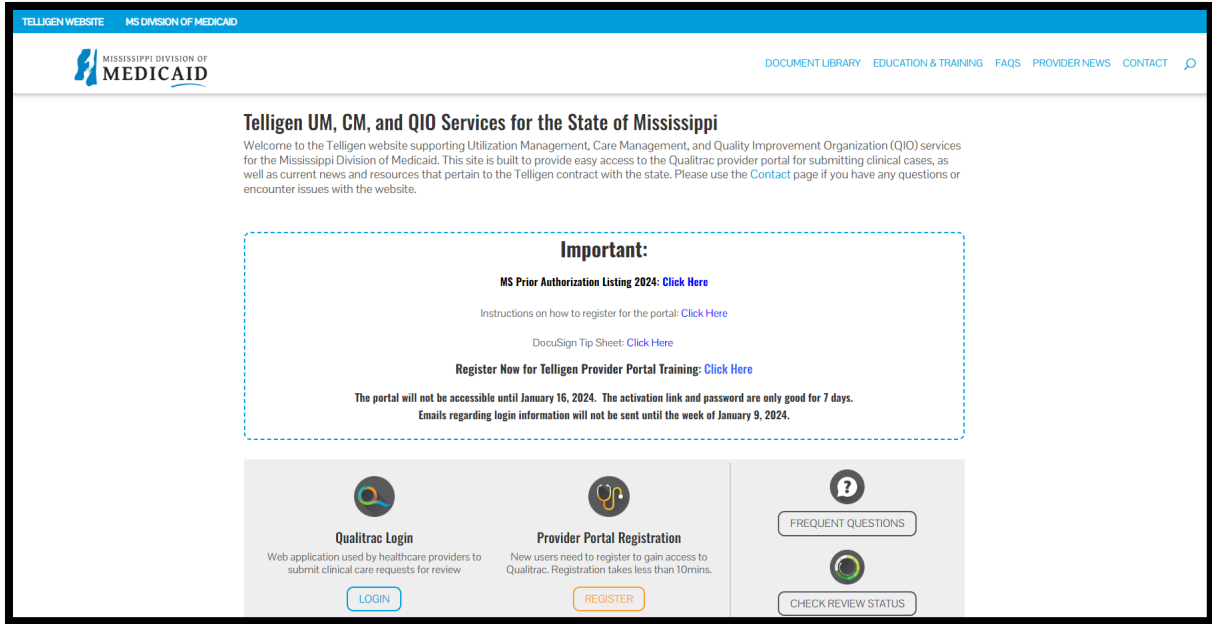 TELLIGEN WEBSITE MS DIVISION OF MEDICAID
MISSISSIPPI DIVISION OF
MEDICAID
DOCUMENT LIBRARY EDUCATION & TRAINING FAQS PROVIDER NEWS CONTACT
Telligen UM, CM, and QIO Services for the State of Mississippi
Welcome to the Telligen website supporting Utilization Management, Care Management, and Quality Improvement Organization (QIO) services
for the Mississippi Division of Medicaid. This site is built to provide easy access to the Qualitrac provider portal for submitting clinical cases, as
well as current news and resources that pertain to the Telligen contract with the state. Please use the Contact page if you have any questions or
encounter issues with the website.
Important:
MS Prior Authorization Listing 2024: Click Here
Instructions on how to register for the portal: Click Here
DocuSign Tip Sheet: Click Here
Register Now for Telligen Provider Portal Training: Click Here
The portal will not be accessible until January 16, 2024. The activation link and password are only good for 7 days.
Emails regarding login information will not be sent until the week of January 9, 2024.
Qualitrac Login
Web application used by healthcare providers to
submit clinical care requests for review
LOGIN
Provider Portal Registration
New users need to register to gain access to
Qualitrac. Registration takes less than 10mins.
REGISTER
?
FREQUENT QUESTIONS
CHECK REVIEW STATUS